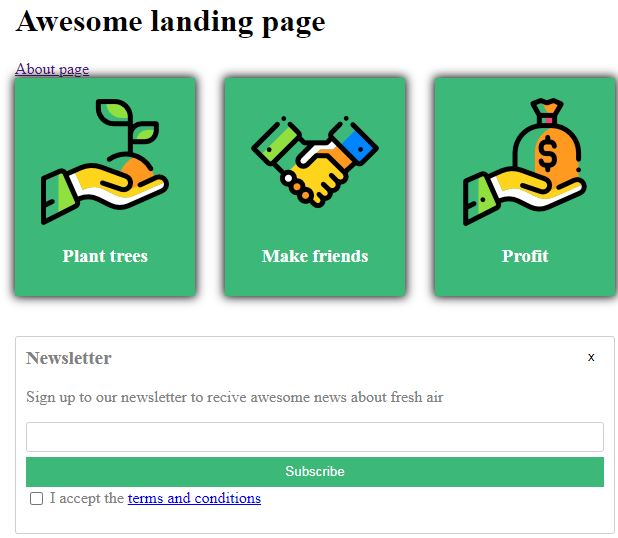 Awesome landing page
About page
$
Plant trees
Make friends
Profit
Newsletter
x
Sign up to our newsletter to recive awesome news about fresh air
Subscribe
I accept the terms and conditions